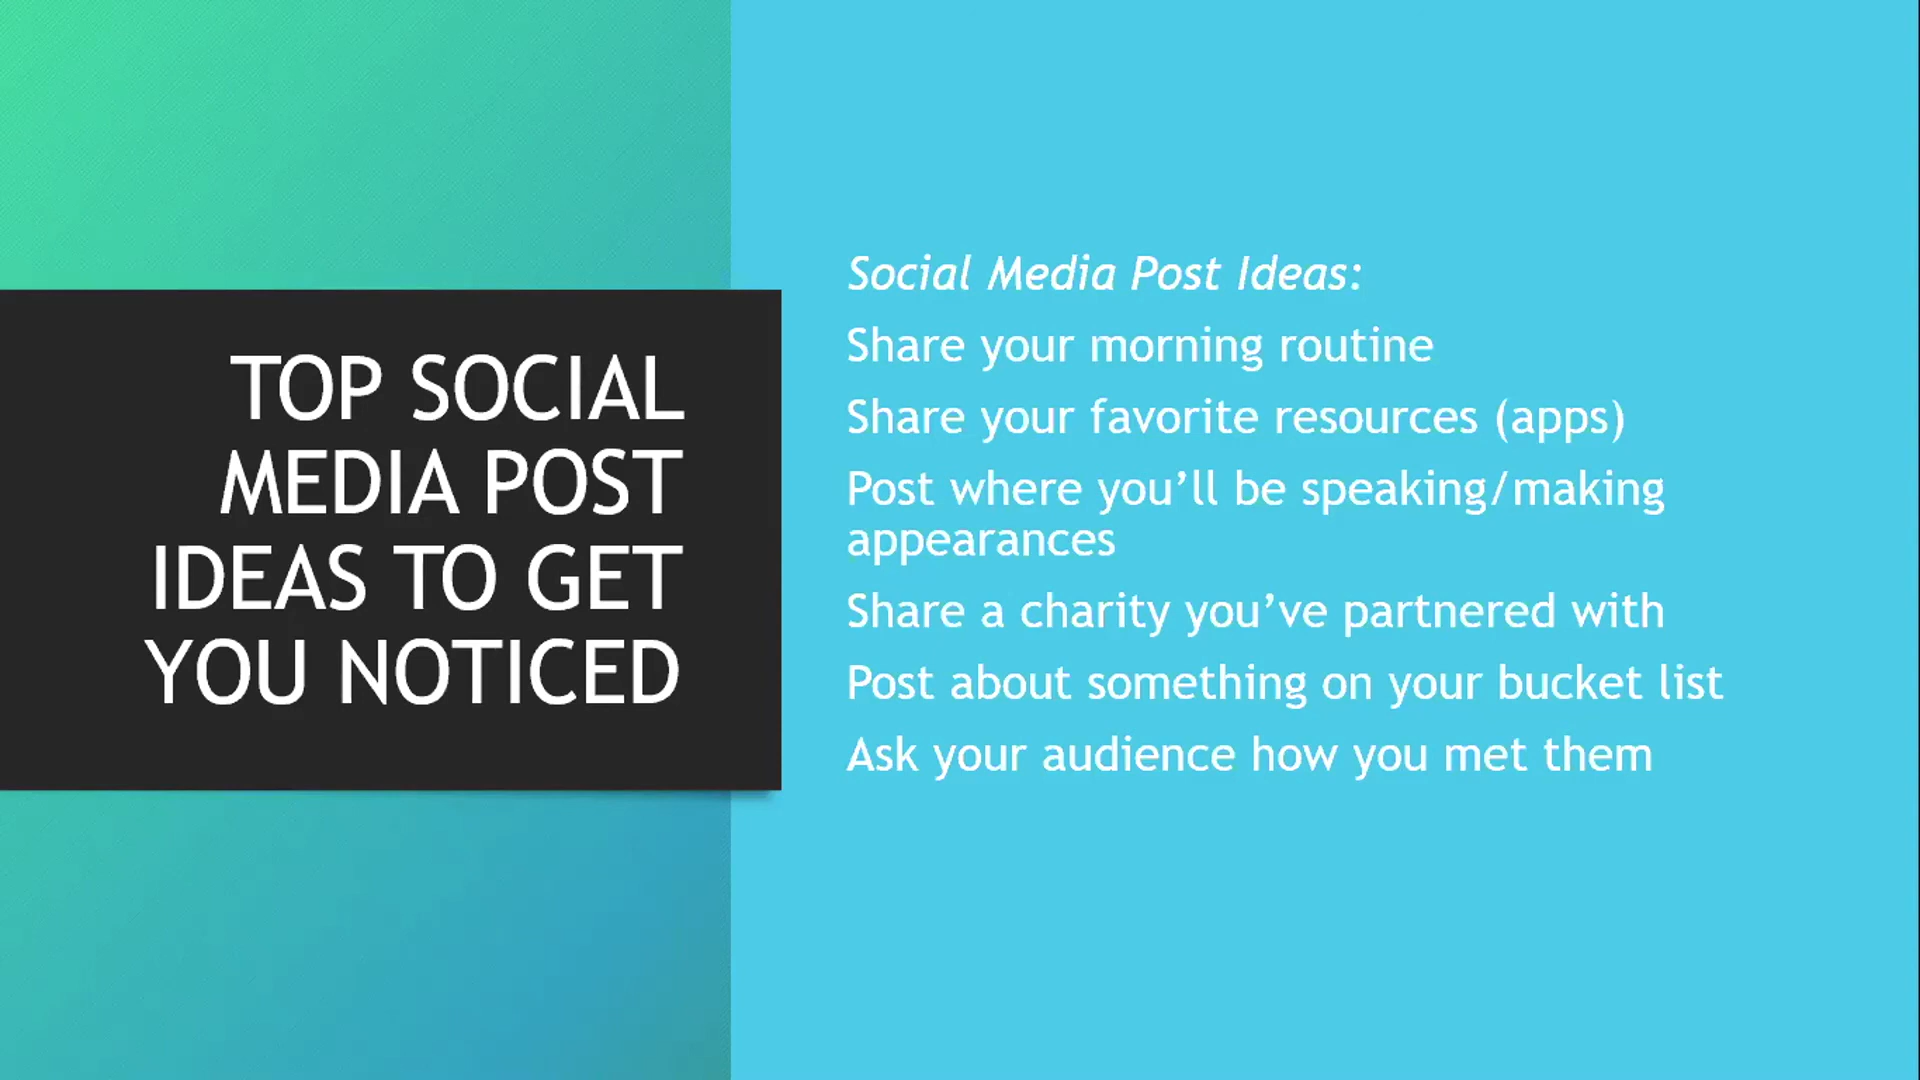 TOP SOCIAL
MEDIA POST
IDEAS TO GET
YOU NOTICED
Social Media Post Ideas:
Share your morning routine
Share your favorite resources (apps)
Post where you’ll be speaking/making
appearances
Share a charity you’ve partnered with
Post about something on your bucket list
Ask your audience how you met them